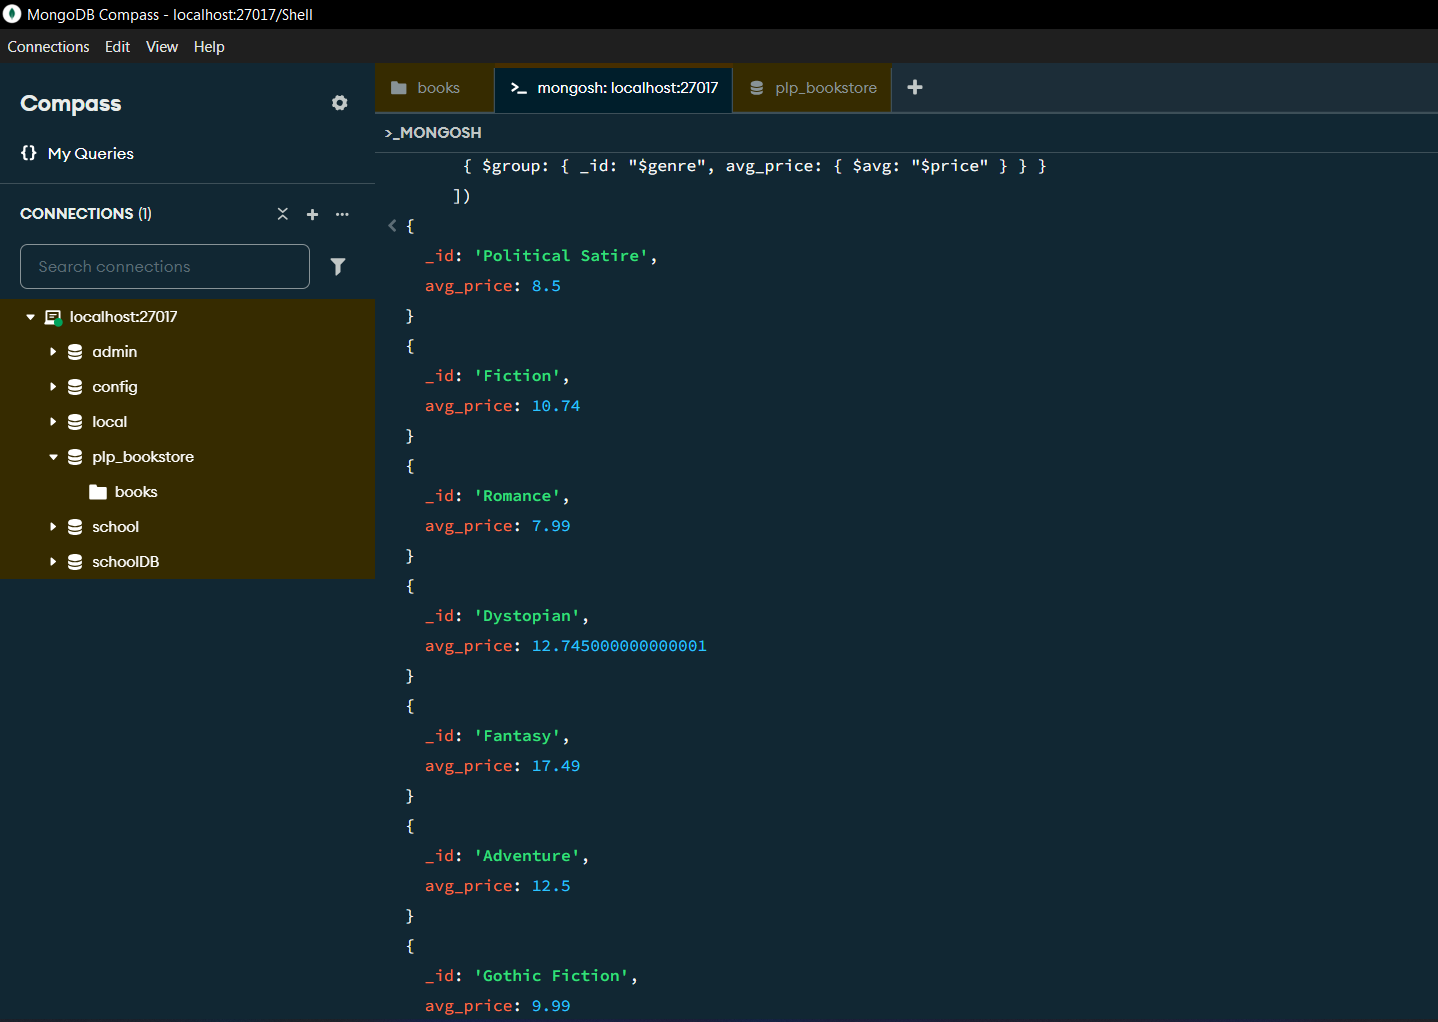 MongoDB Compass - localhost:27017/Shell
Connections Edit View Help
Compass
{} My Queries
CONNECTIONS (1)
Search connections
localhost:27017
admin
config
local
plp_bookstore
books
school
schoolDB
books
>_ mongosh: localhost:27017
plp_bookstore
+
>_MONGOSH
{ $group: { _id: "$genre", avg_price: { $avg: "$price" } } }
])
< {
_id: 'Political Satire',
avg_price: 8.5
}
{
_id: 'Fiction',
avg_price: 10.74
}
{
_id: 'Romance',
avg_price: 7.99
}
{
_id: 'Dystopian',
avg_price: 12.745000000000001
}
{
_id: 'Fantasy',
avg_price: 17.49
}
{
_id: 'Adventure',
avg_price: 12.5
}
{
_id: 'Gothic Fiction',
avg_price: 9.99